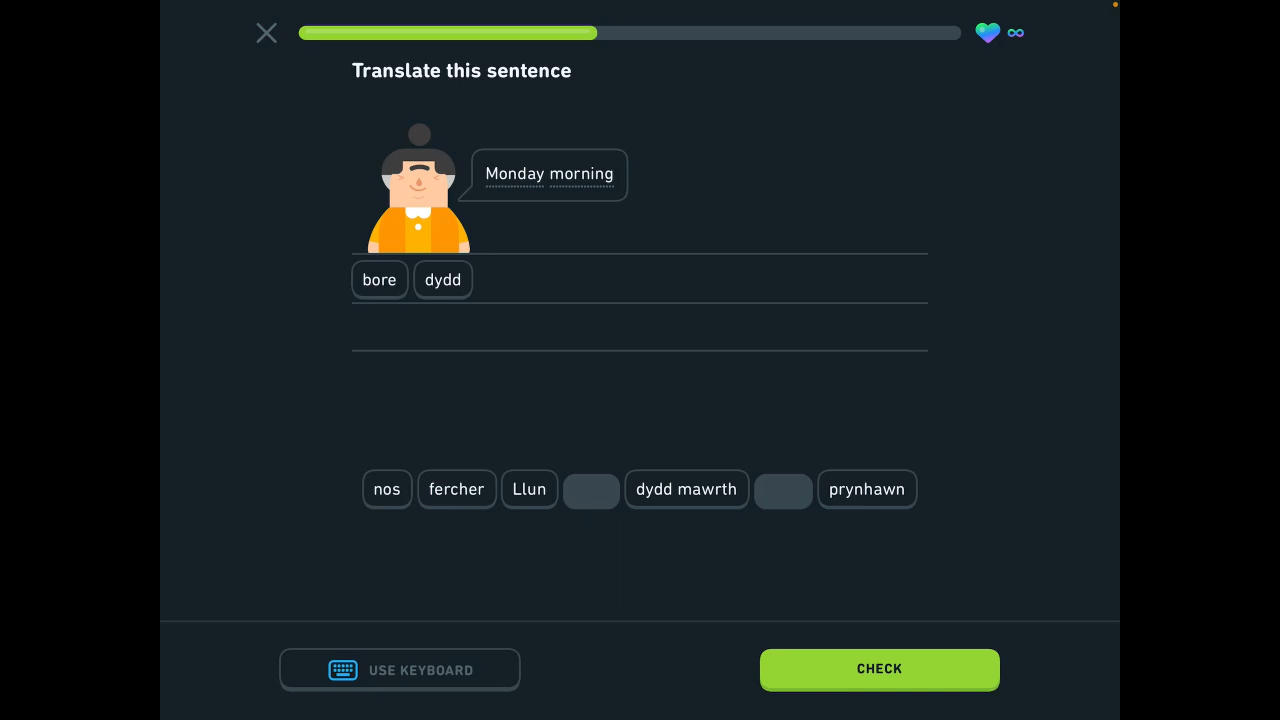 ∞
Translate this sentence
Monday morning
bore dydd
nos fercher Llun dydd mawrth prynhawn
USE KEYBOARD CHECK